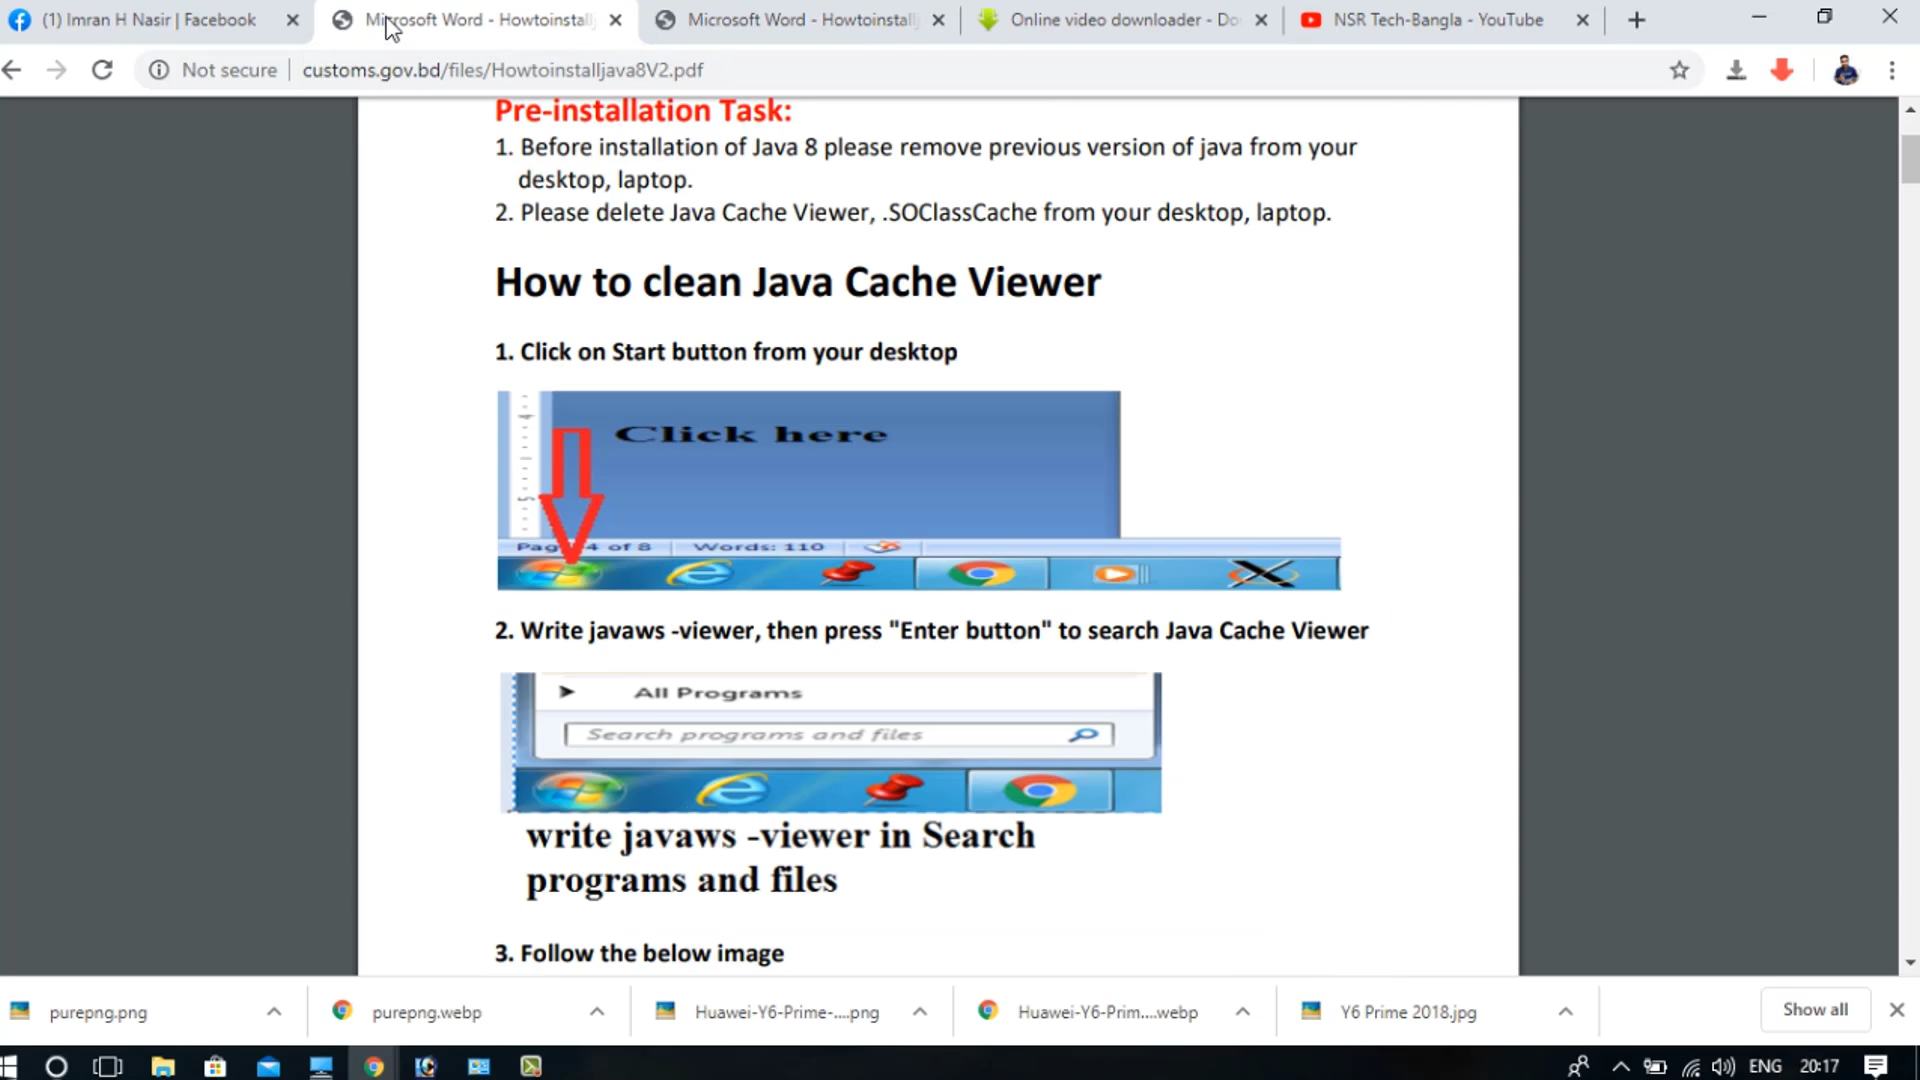 (1) Imran H Nasir | Facebook
Microsoft Word - Howtoinstall
Microsoft Word - Howtoinstall
Online video downloader - Do
NSR Tech-Bangla - YouTube
Not secure
customs.gov.bd/files/Howtoinstalljava8V2.pdf
Pre-installation Task:
1. Before installation of Java 8 please remove previous version of java from your
desktop, laptop.
2. Please delete Java Cache Viewer, .SOClassCache from your desktop, laptop.
How to clean Java Cache Viewer
1. Click on Start button from your desktop
Click here
Pag 4 of 8
Words: 110
2. Write javaws -viewer, then press "Enter button" to search Java Cache Viewer
All Programs
Search programs and files
write javaws -viewer in Search
programs and files
3. Follow the below image
purepng.png
purepng.webp
Huawei-Y6-Prime-....png
Huawei-Y6-Prim....webp
Y6 Prime 2018.jpg
Show all
ENG
20:17